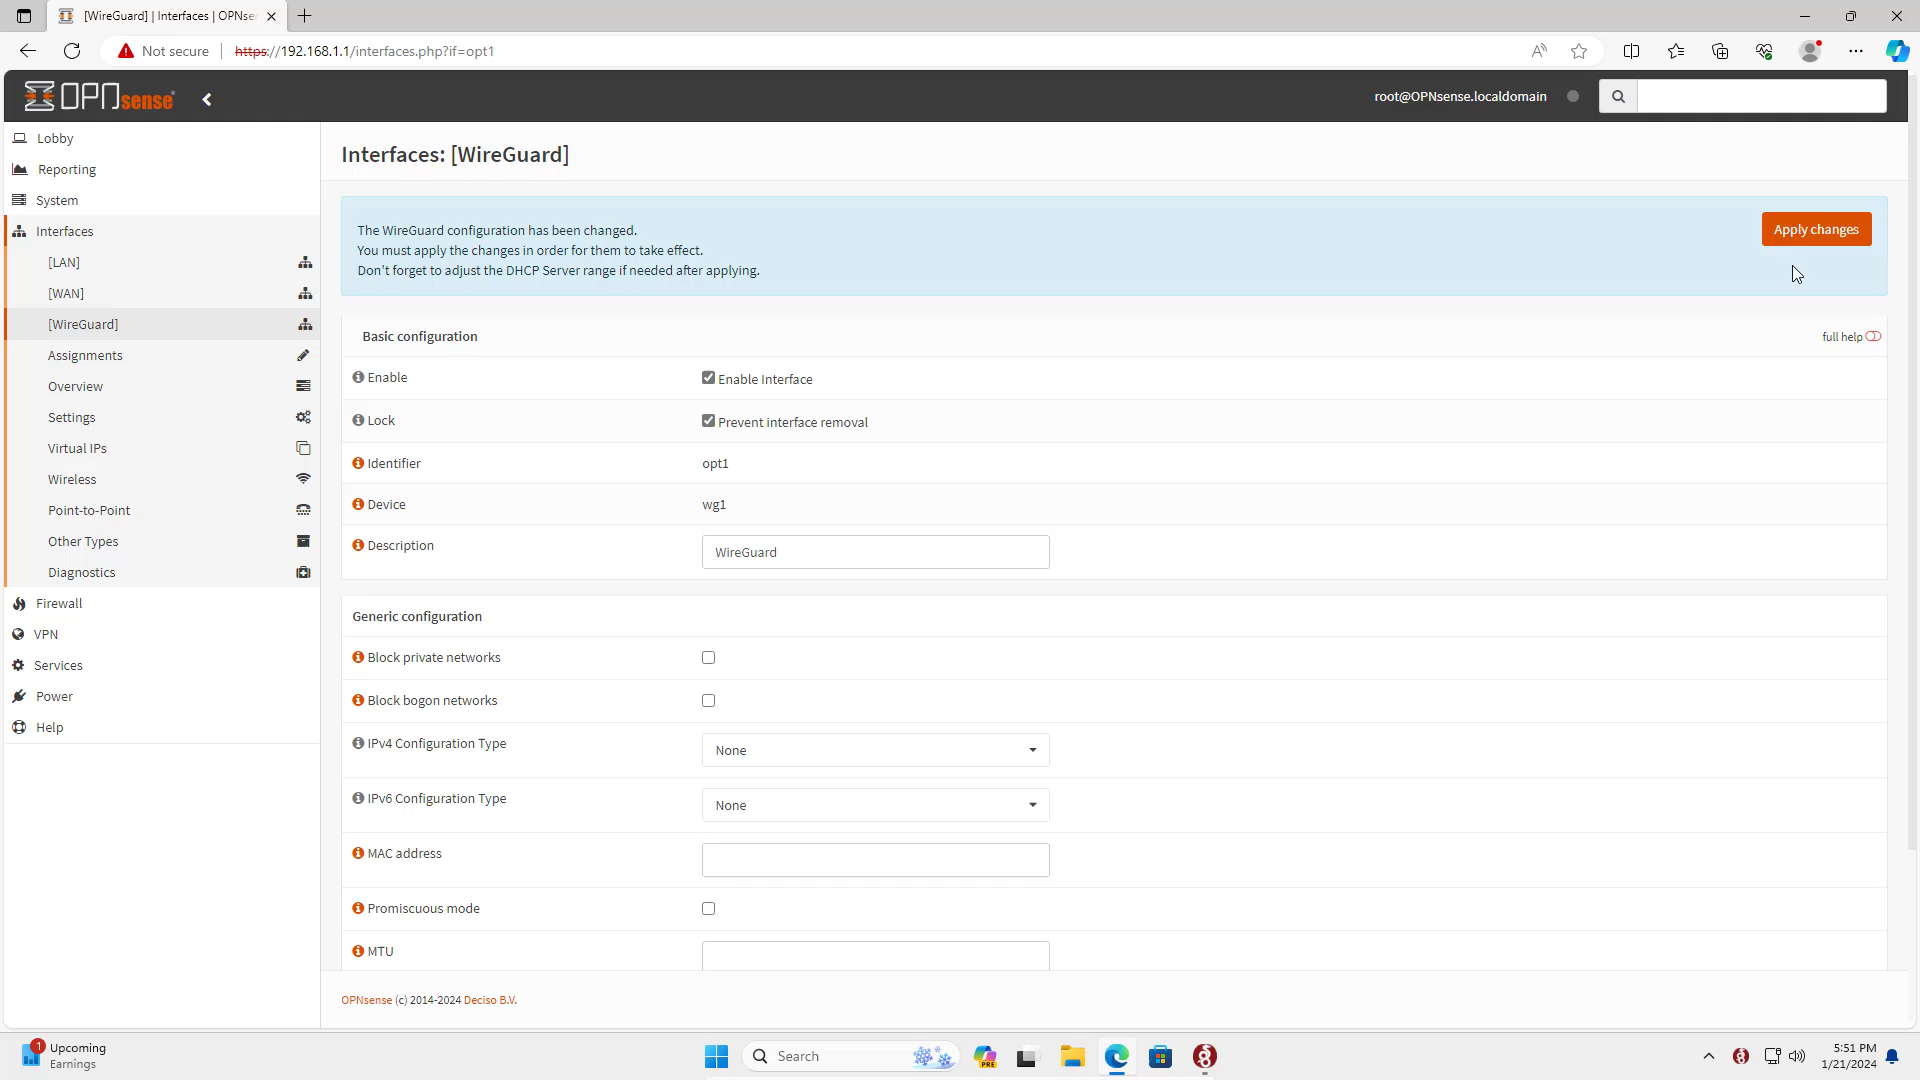 [WireGuard] | Interfaces | OPNse
Not secure
https://192.168.1.1/interfaces.php?if=opt1
OPNsense
root@OPNsense.localdomain
Lobby
Reporting
System
Interfaces
[LAN]
[WAN]
[WireGuard]
Assignments
Overview
Settings
Virtual IPs
Wireless
Point-to-Point
Other Types
Diagnostics
Firewall
VPN
Services
Power
Help
Interfaces: [WireGuard]
The WireGuard configuration has been changed.
You must apply the changes in order for them to take effect.
Don't forget to adjust the DHCP Server range if needed after applying.
Apply changes
Basic configuration
full help
Enable
Enable Interface
Lock
Prevent interface removal
Identifier
opt1
Device
wg1
Description
WireGuard
Generic configuration
Block private networks
Block bogon networks
IPv4 Configuration Type
None
IPv6 Configuration Type
None
MAC address
Promiscuous mode
MTU
OPNsense (c) 2014-2024 Deciso B.V.
1
Upcoming
Earnings
Search
PRE
5:51 PM
1/21/2024